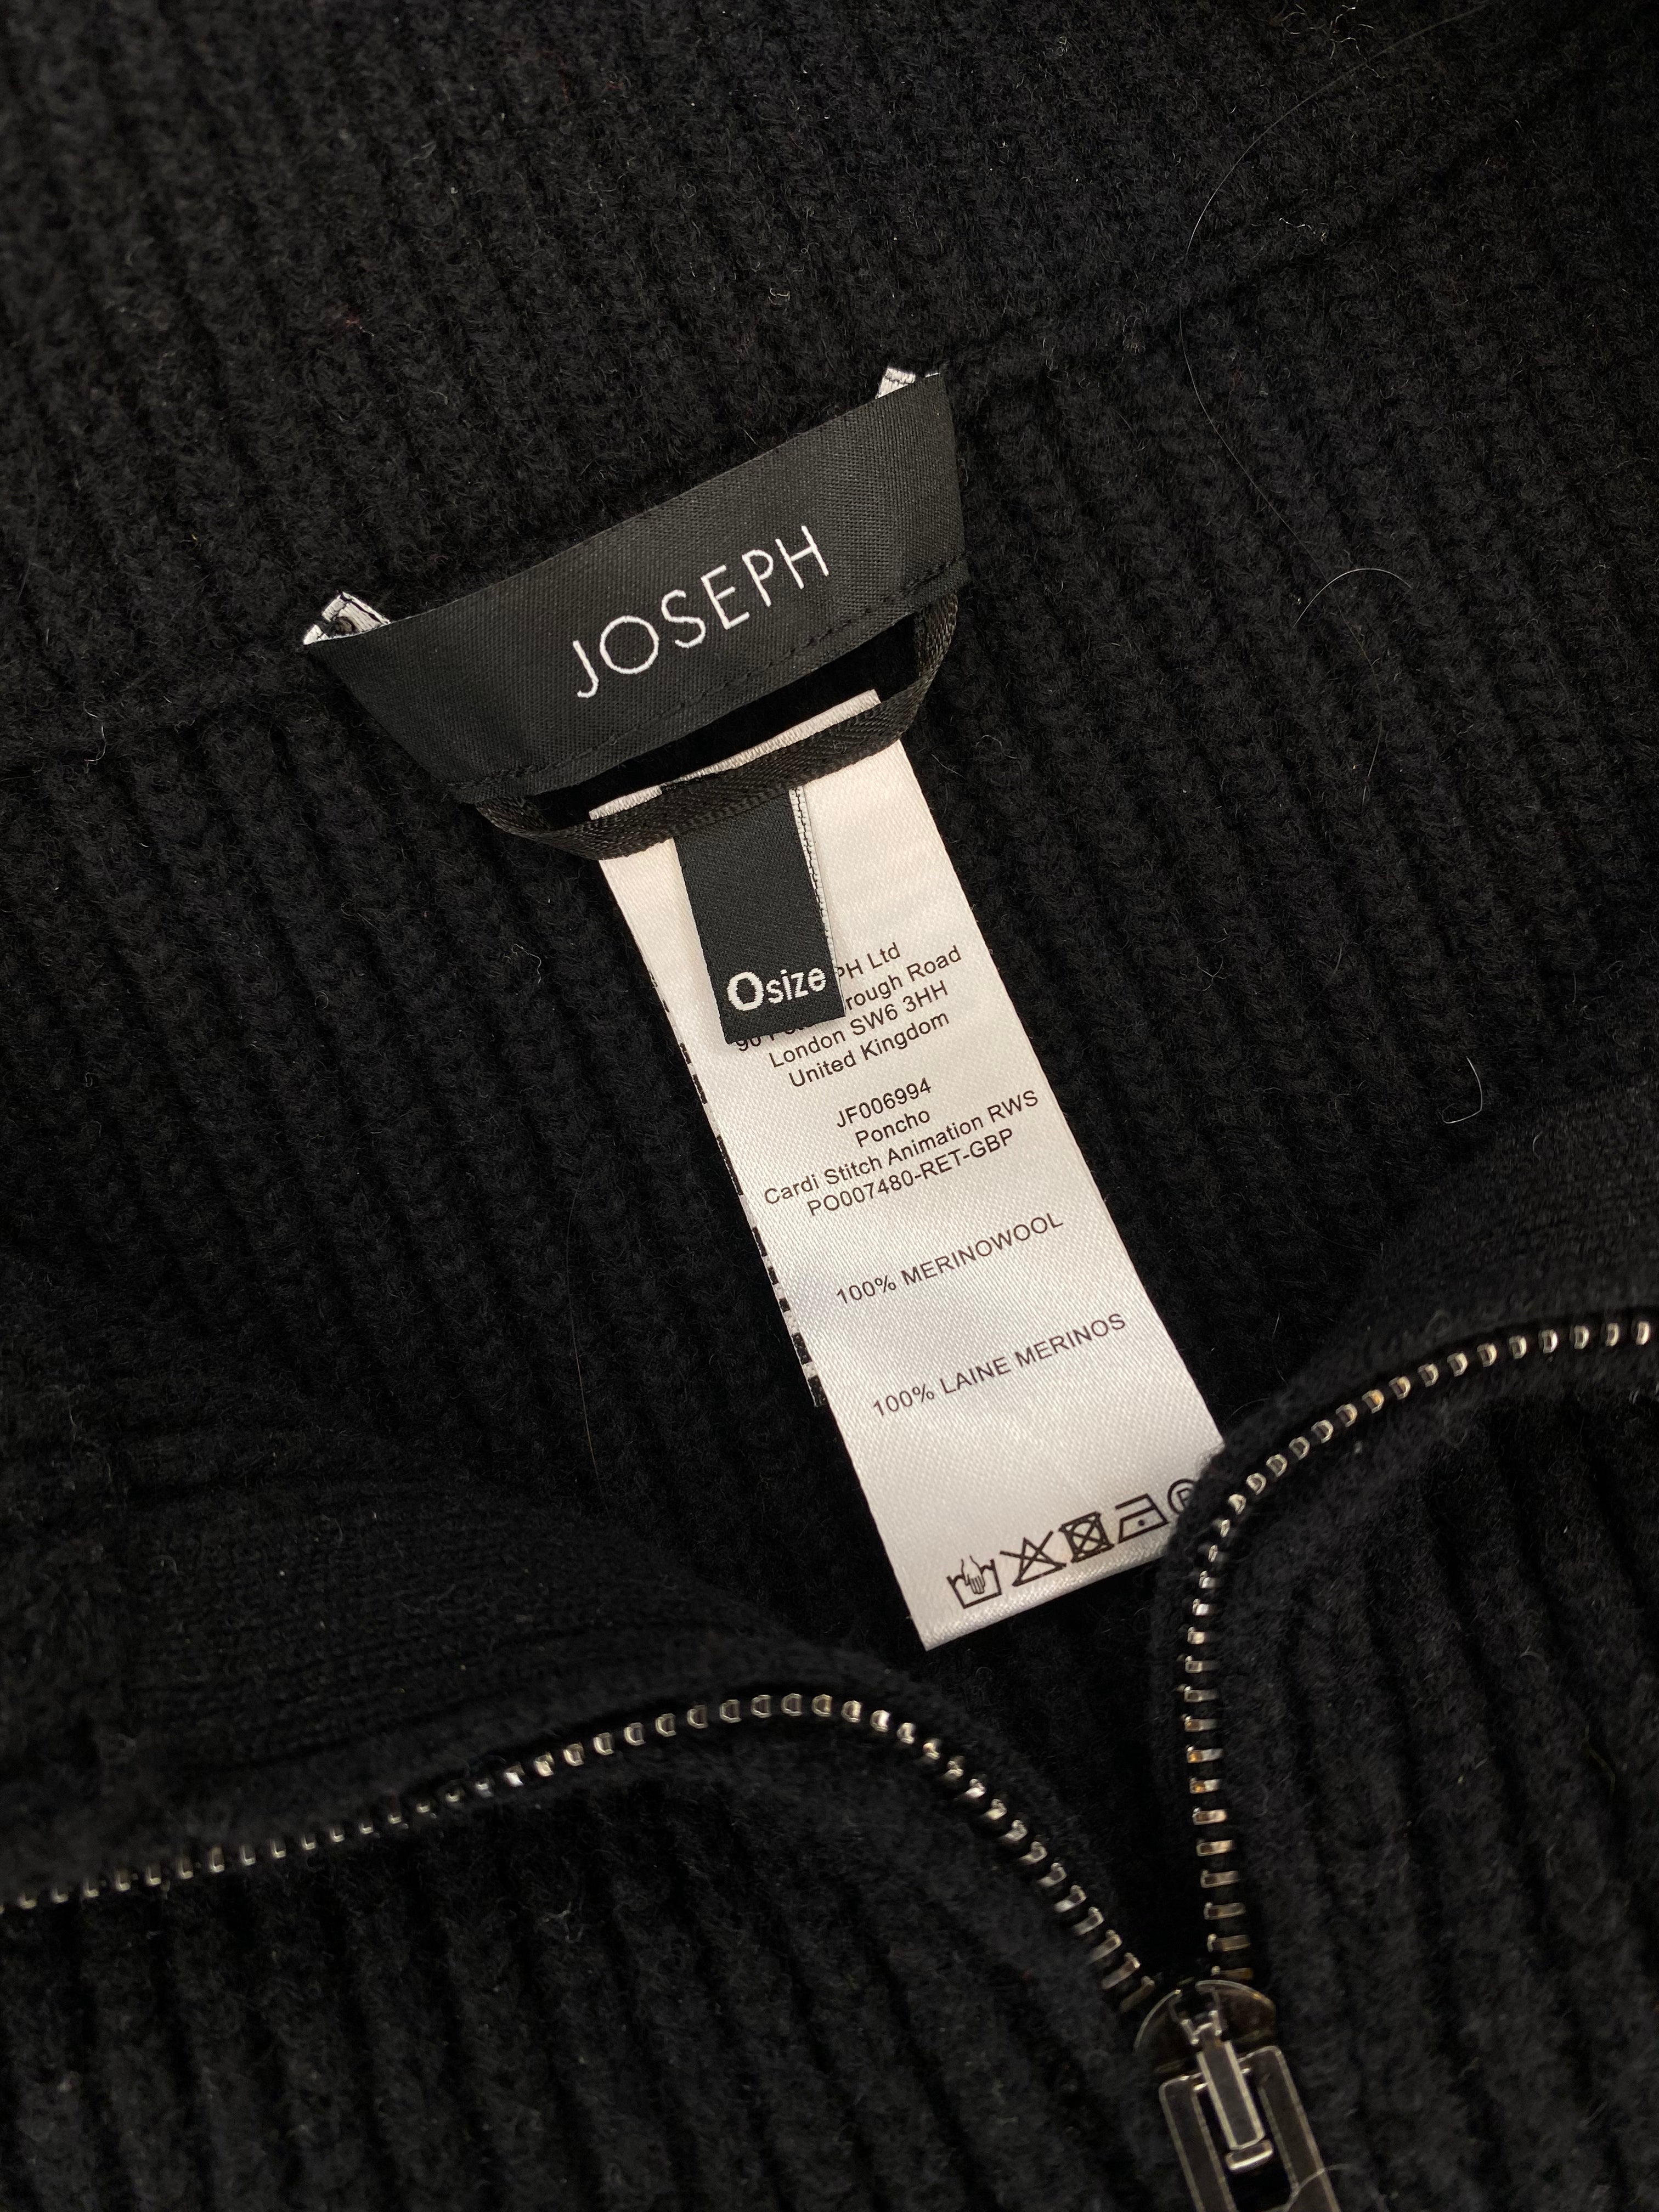 JOSEPH
Osize
PH Ltd
rough Road
London SW6 3HH
United Kingdom
JF006994
Poncho
Cardi Stitch Animation RWS
PO007480-RET-GBP
100% MERINOWOOL
100% LAINE MERINOS